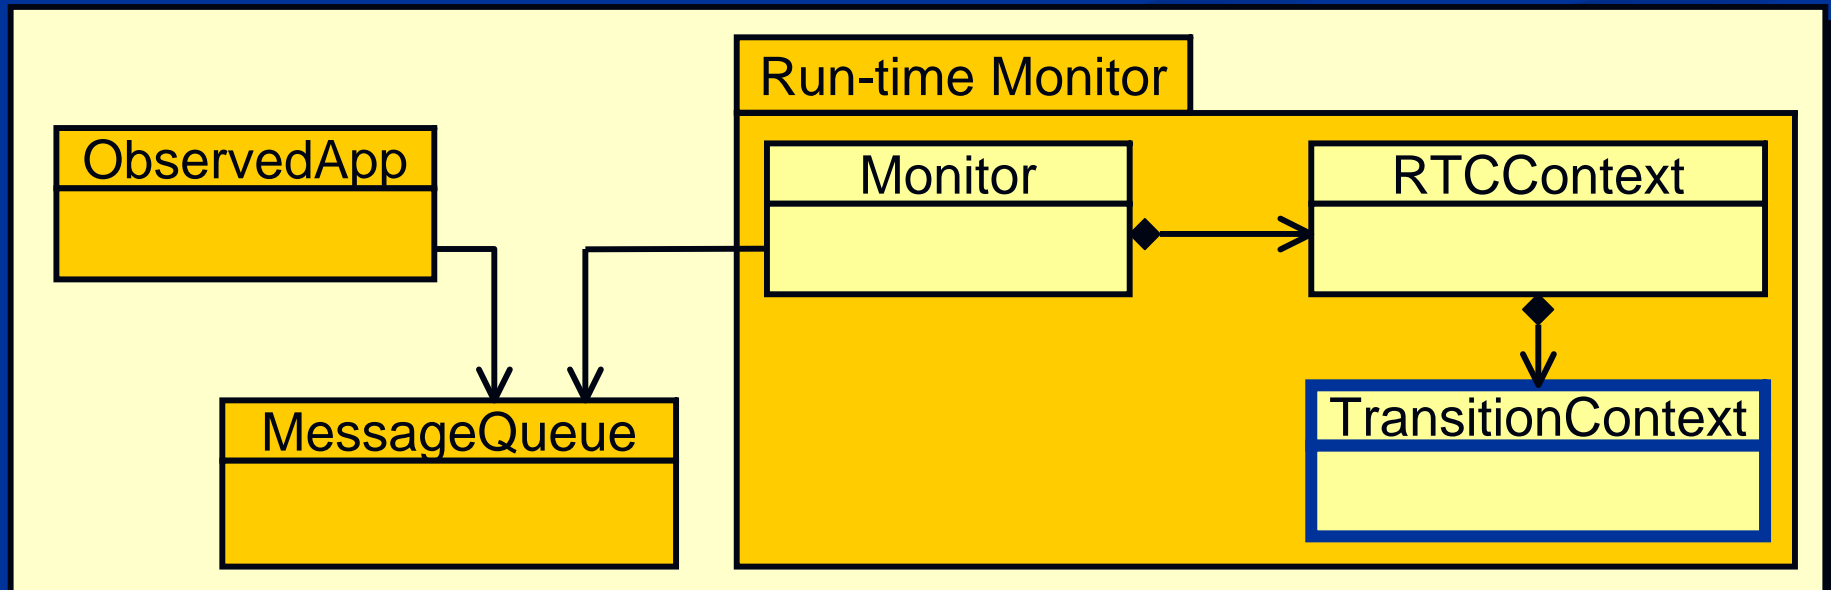 Run-time Monitor
ObservedApp
Monitor
RTCContext
MessageQueue
TransitionContext